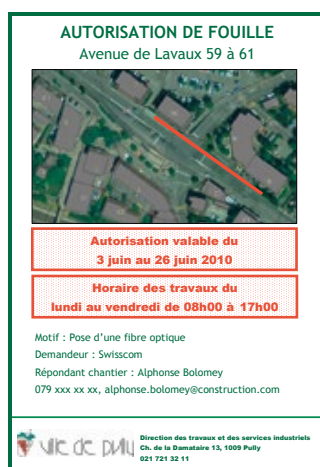 AUTORISATION DE FOUILLE
Avenue de Lavaux 59 à 61
Autorisation valable du
3 juin au 26 juin 2010
Horaire des travaux du
lundi au vendredi de 08h00 à 17h00
Motif : Pose d’une fibre optique
Demandeur : Swisscom
Répondant chantier : Alphonse Bolomey
079 xxx xx xx, alphonse.bolomey@construction.com
ville de pully
Direction des travaux et des services industriels
Ch. de la Damataire 13, 1009 Pully
021 721 32 11